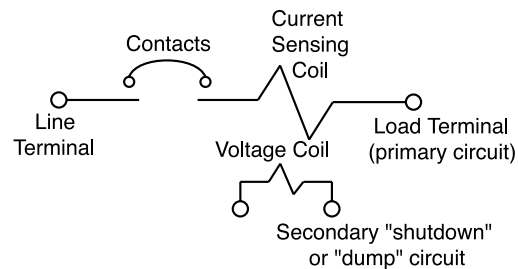 Current
Sensing
Coil
Contacts
Line
Terminal
Load Terminal
(primary circuit)
Voltage Coil
Secondary "shutdown"
or "dump" circuit